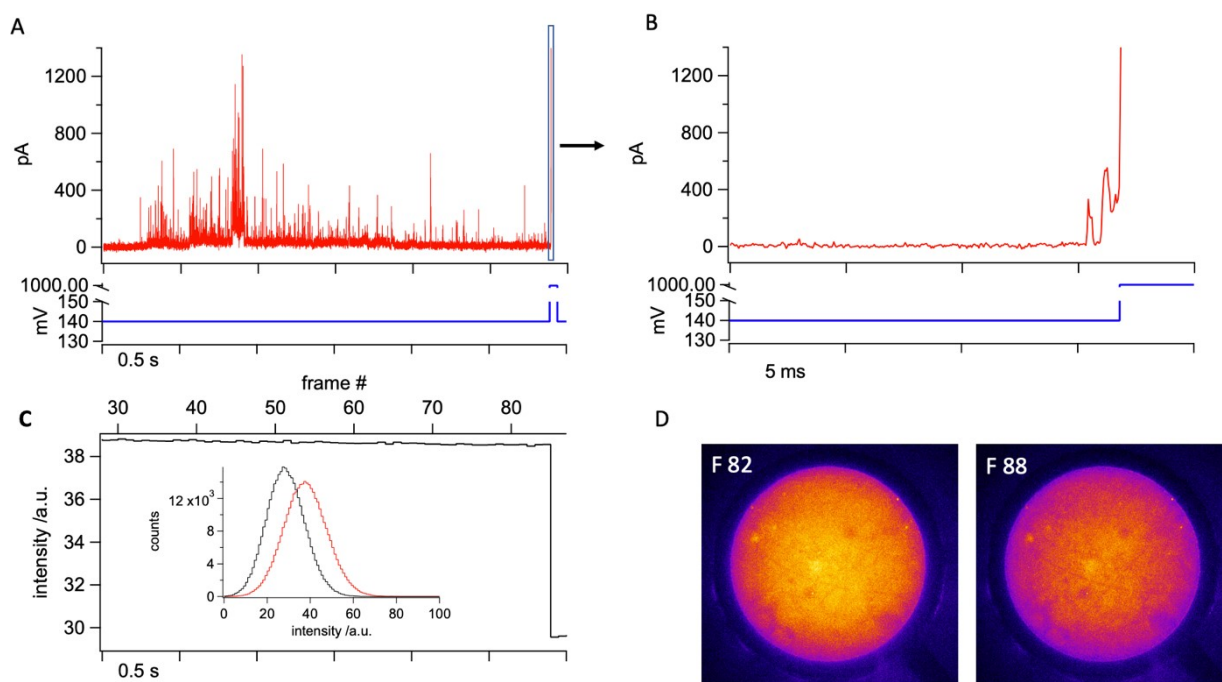 A
1200
800
400
0
pA
1000.00
150
140
130
mV
0.5 s
B
1200
800
400
0
pA
1000.00
150
140
130
mV
5 ms
C
frame #
30 40 50 60 70 80
38
36
34
32
30
intensity /a.u.
12 x10³
8
4
0
counts
0 20 40 60 80 100
intensity /a.u.
0.5 s
D
F 82
F 88